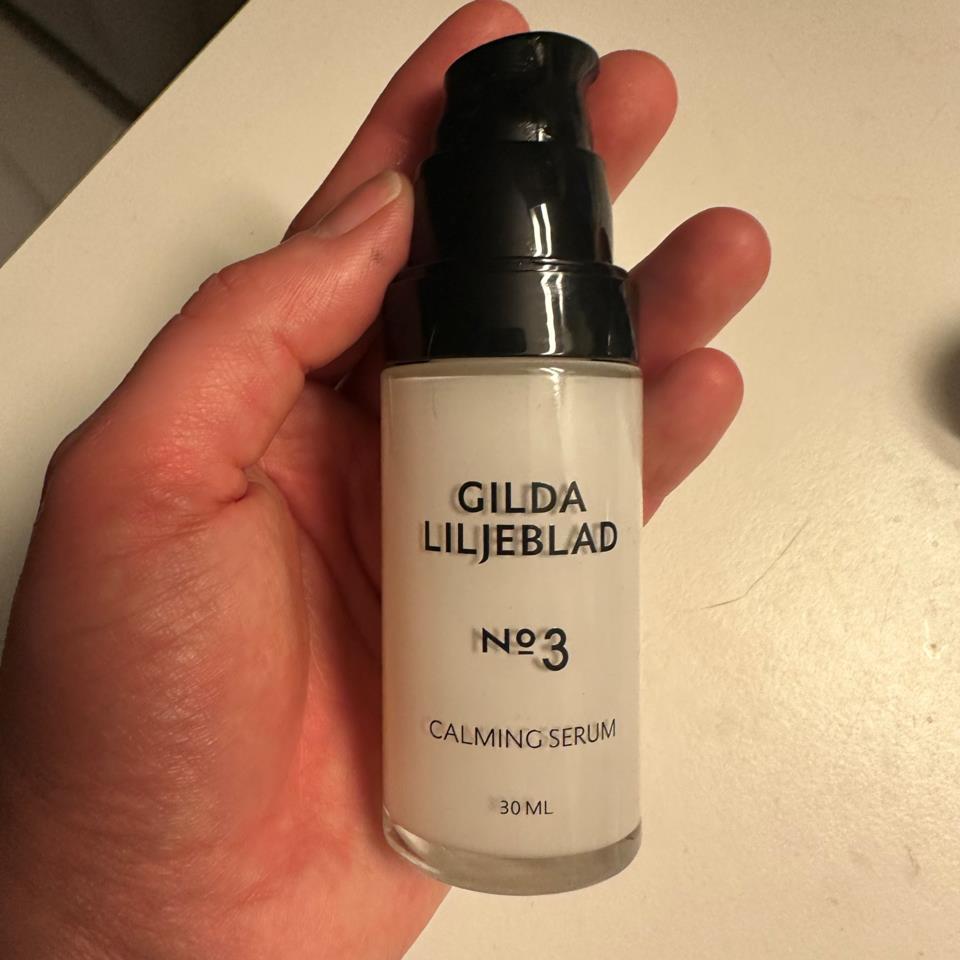 GILDA
LILJEBLAD
Nº3
CALMING SERUM
30 ML